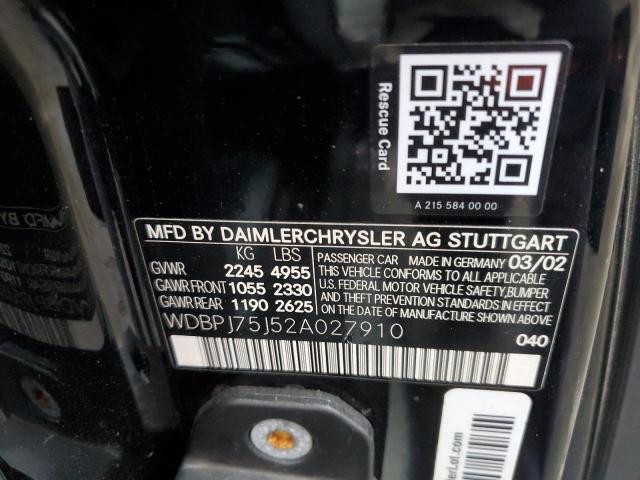 Rescue Card
A 215 584 00 00
MFD BY DAIMLERCHRYSLER AG STUTTGART
KG LBS
GVWR 2245 4955
GAWR FRONT 1055 2330
GAWR REAR 1190 2625
PASSENGER CAR MADE IN GERMANY 03/02
THIS VEHICLE CONFORMS TO ALL APPLICABLE
U.S. FEDERAL MOTOR VEHICLE SAFETY, BUMPER,
AND THEFT PREVENTION STANDARDS IN EFFECT
ON THE DATE OF MANUFACTURE SHOWN ABOVE.
WDBPJ75J52A027910
040
erLot.com